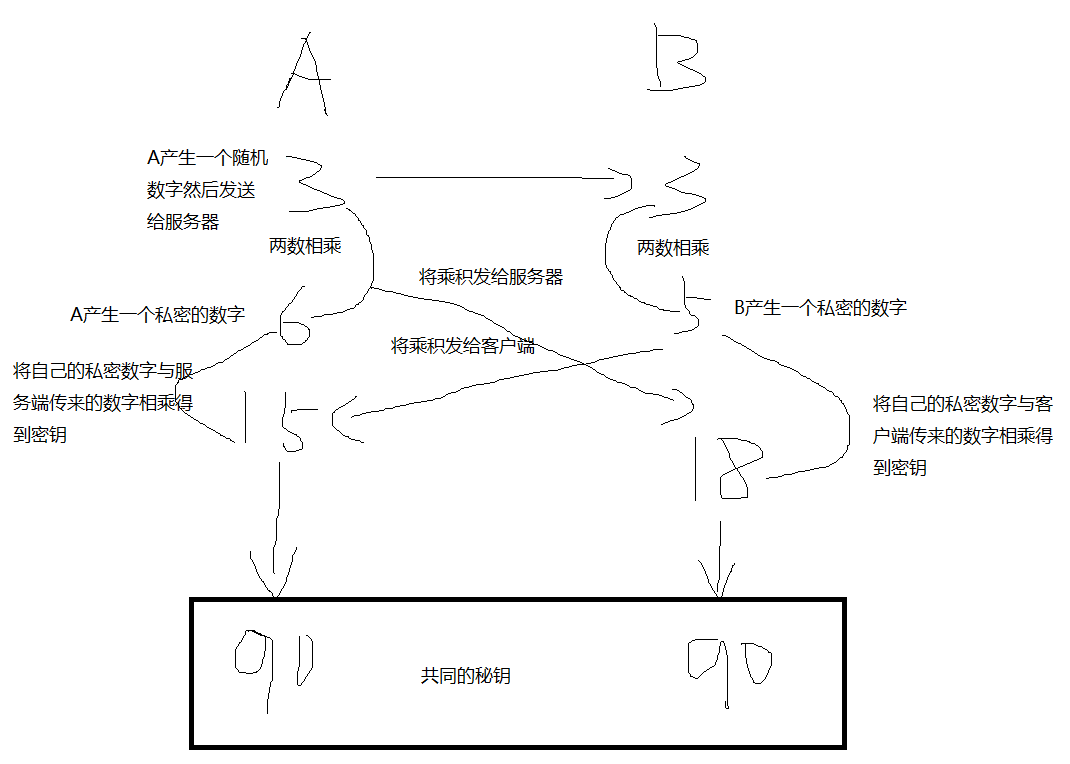 A
B
A产生一个随机
数字然后发送
给服务器
3
3
两数相乘
两数相乘
将乘积发给服务器
A产生一个私密的数字
6
5
B产生一个私密的数字
将乘积发给客户端
将自己的私密数字与服
务端传来的数字相乘得
到密钥
15
18
将自己的私密数字与客
户端传来的数字相乘得
到密钥
90
共同的秘钥
90